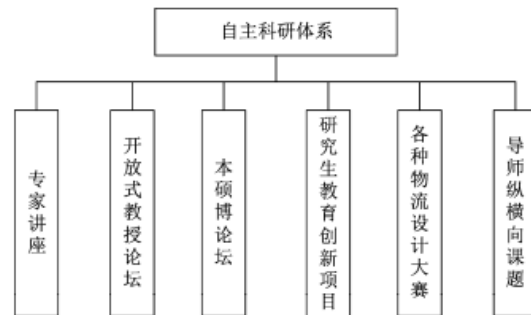 自主科研体系
专家讲座
开放式教授论坛
本硕博论坛
研究生教育创新项目
各种物流设计大赛
导师纵横向课题